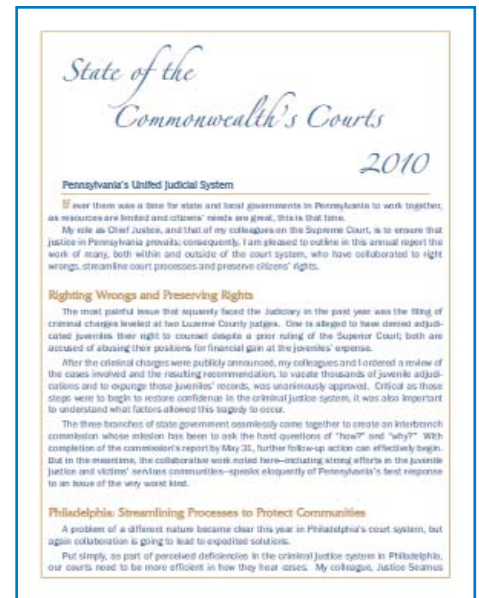 State of the
Commonwealth's Courts
2010
Pennsylvania's Unifed Judicial System
If ever there was a time for state and local governments in Pennsylvania to work together,
as resources are limited and citizens' needs are great, this is that time.
My role as Chief Justice, and that of my colleagues on the Supreme Court, is to ensure that
justice in Pennsylvania prevails; consequently, I am pleased to outline in this annual report the
work of many, both within and outside of the court system, who have collaborated to right
wrongs, streamline court processes and preserve citizens' rights.
Righting Wrongs and Preserving Rights
The most painful issue that squarely faced the Judiciary in the past year was the filing of
criminal charges leveled at two Luzerne County judges. One is alleged to have denied adjudi-
cated juveniles their right to counsel despite a prior ruling of the Superior Court; both are
accused of abusing their positions for financial gain at the juveniles' expense.
After the criminal charges were publicly announced, my colleagues and I ordered a review of
the cases involved and the resulting recommendation, to vacate thousands of juvenile adjudi-
cations and to expunge those juveniles' records, was unanimously approved. Critical as those
steps were to begin to restore confidence in the criminal justice system, it was also important
to understand what factors allowed this tragedy to occur.
The three branches of state government seamlessly came together to create an interbranch
commission whose mission has been to ask the hard questions of "how?" and "why?" With
completion of the commission's report by May 31, further follow-up action can effectively begin.
But in the meantime, the collaborative work noted here—including strong efforts in the juvenile
justice and victims' services communities—speaks eloquently of Pennsylvania's best response
to an issue of the very worst kind.
Philadelphia: Streamlining Processes to Protect Communities
A problem of a different nature became clear this year in Philadelphia's court system, but
again collaboration is going to lead to expedited solutions.
Put simply, as part of perceived deficiencies in the criminal justice system in Philadelphia,
our courts need to be more efficient in how they hear cases. My colleague, Justice Seamus